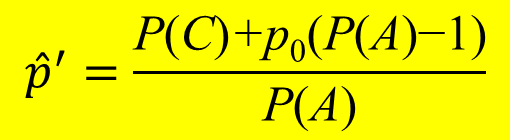 p̂′ = (P(C)+p₀(P(A)−1)) / P(A)